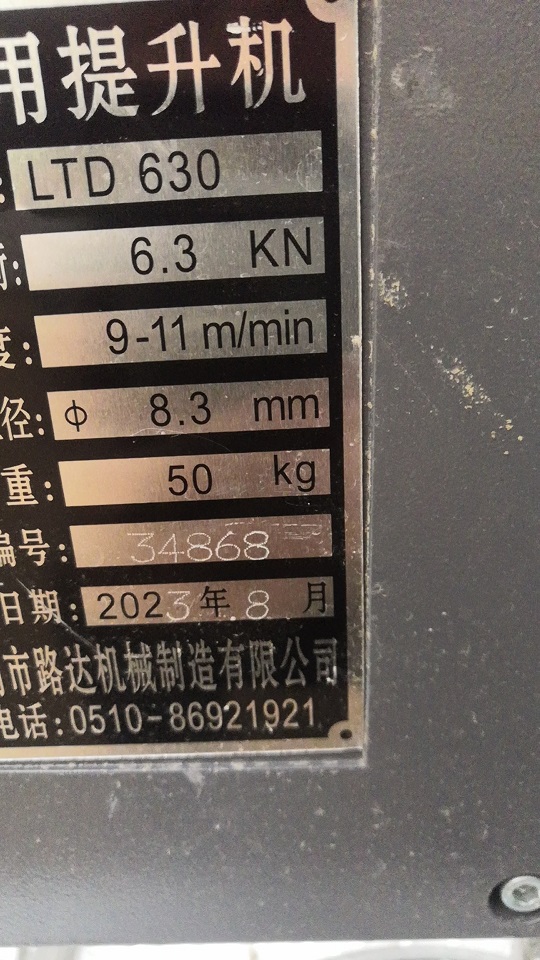 用提升机
: LTD 630
荷: 6.3 KN
度: 9-11 m/min
径: ф 8.3 mm
重: 50 kg
编号: 34868
日期: 2023年 8 月
市路达机械制造有限公司
电话:0510-86921921